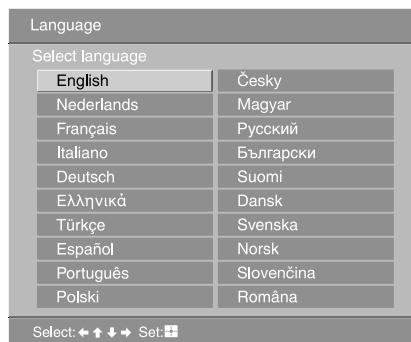 Language
Select language
English
Nederlands
Français
Italiano
Deutsch
Ελληνικἀ
Türkçe
Español
Português
Polski
Česky
Magyar
Русский
Български
Suomi
Dansk
Svenska
Norsk
Slovenčina
Româna
Select: ← ↑ ↓ → Set: